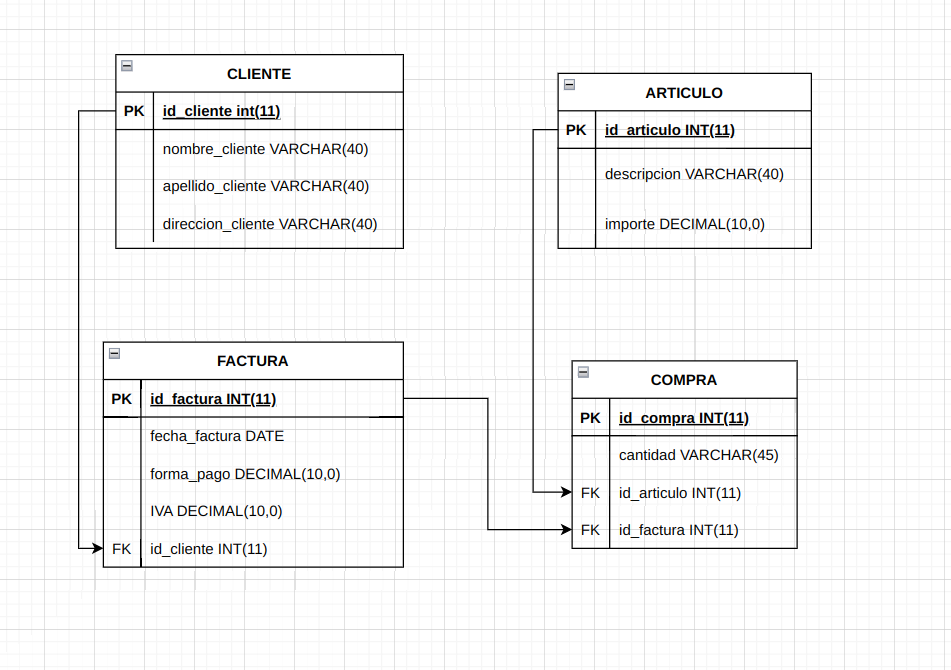 CLIENTE
PK id_cliente int(11)
nombre_cliente VARCHAR(40)
apellido_cliente VARCHAR(40)
direccion_cliente VARCHAR(40)
ARTICULO
PK id_articulo INT(11)
descripcion VARCHAR(40)
importe DECIMAL(10,0)
FACTURA
PK id_factura INT(11)
fecha_factura DATE
forma_pago DECIMAL(10,0)
IVA DECIMAL(10,0)
FK id_cliente INT(11)
COMPRA
PK id_compra INT(11)
cantidad VARCHAR(45)
FK id_articulo INT(11)
FK id_factura INT(11)